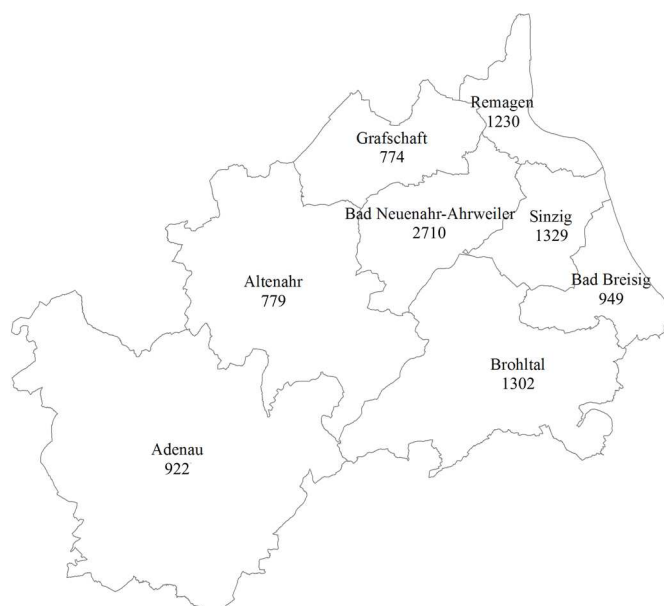 Remagen
1230
Grafschaft
774
Bad Neuenahr-Ahrweiler
2710
Sinzig
1329
Altenahr
779
Bad Breisig
949
Brohltal
1302
Adenau
922